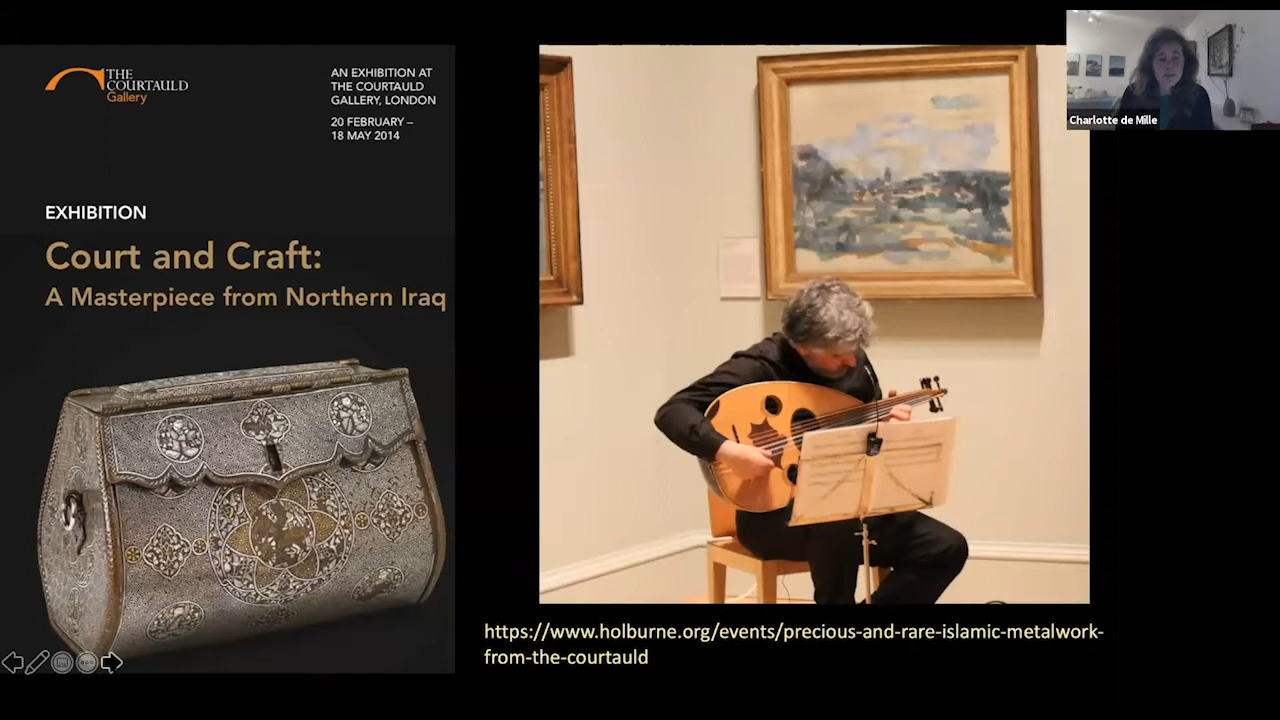 THE
COURTAULD
Gallery
AN EXHIBITION AT
THE COURTAULD
GALLERY, LONDON
20 FEBRUARY –
18 MAY 2014
EXHIBITION
Court and Craft:
A Masterpiece from Northern Iraq
https://www.holburne.org/events/precious-and-rare-islamic-metalwork-
from-the-courtauld
Charlotte de Mille